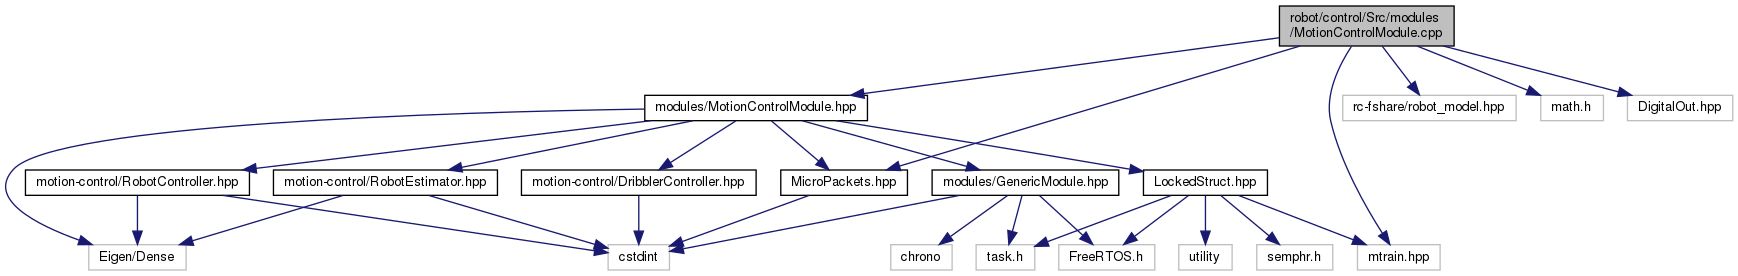 robot/control/Src/modules
/MotionControlModule.cpp
modules/MotionControlModule.hpp
rc-fshare/robot_model.hpp
math.h
DigitalOut.hpp
motion-control/RobotController.hpp
motion-control/RobotEstimator.hpp
motion-control/DribblerController.hpp
MicroPackets.hpp
modules/GenericModule.hpp
LockedStruct.hpp
Eigen/Dense
cstdint
chrono
task.h
FreeRTOS.h
utility
semphr.h
mtrain.hpp